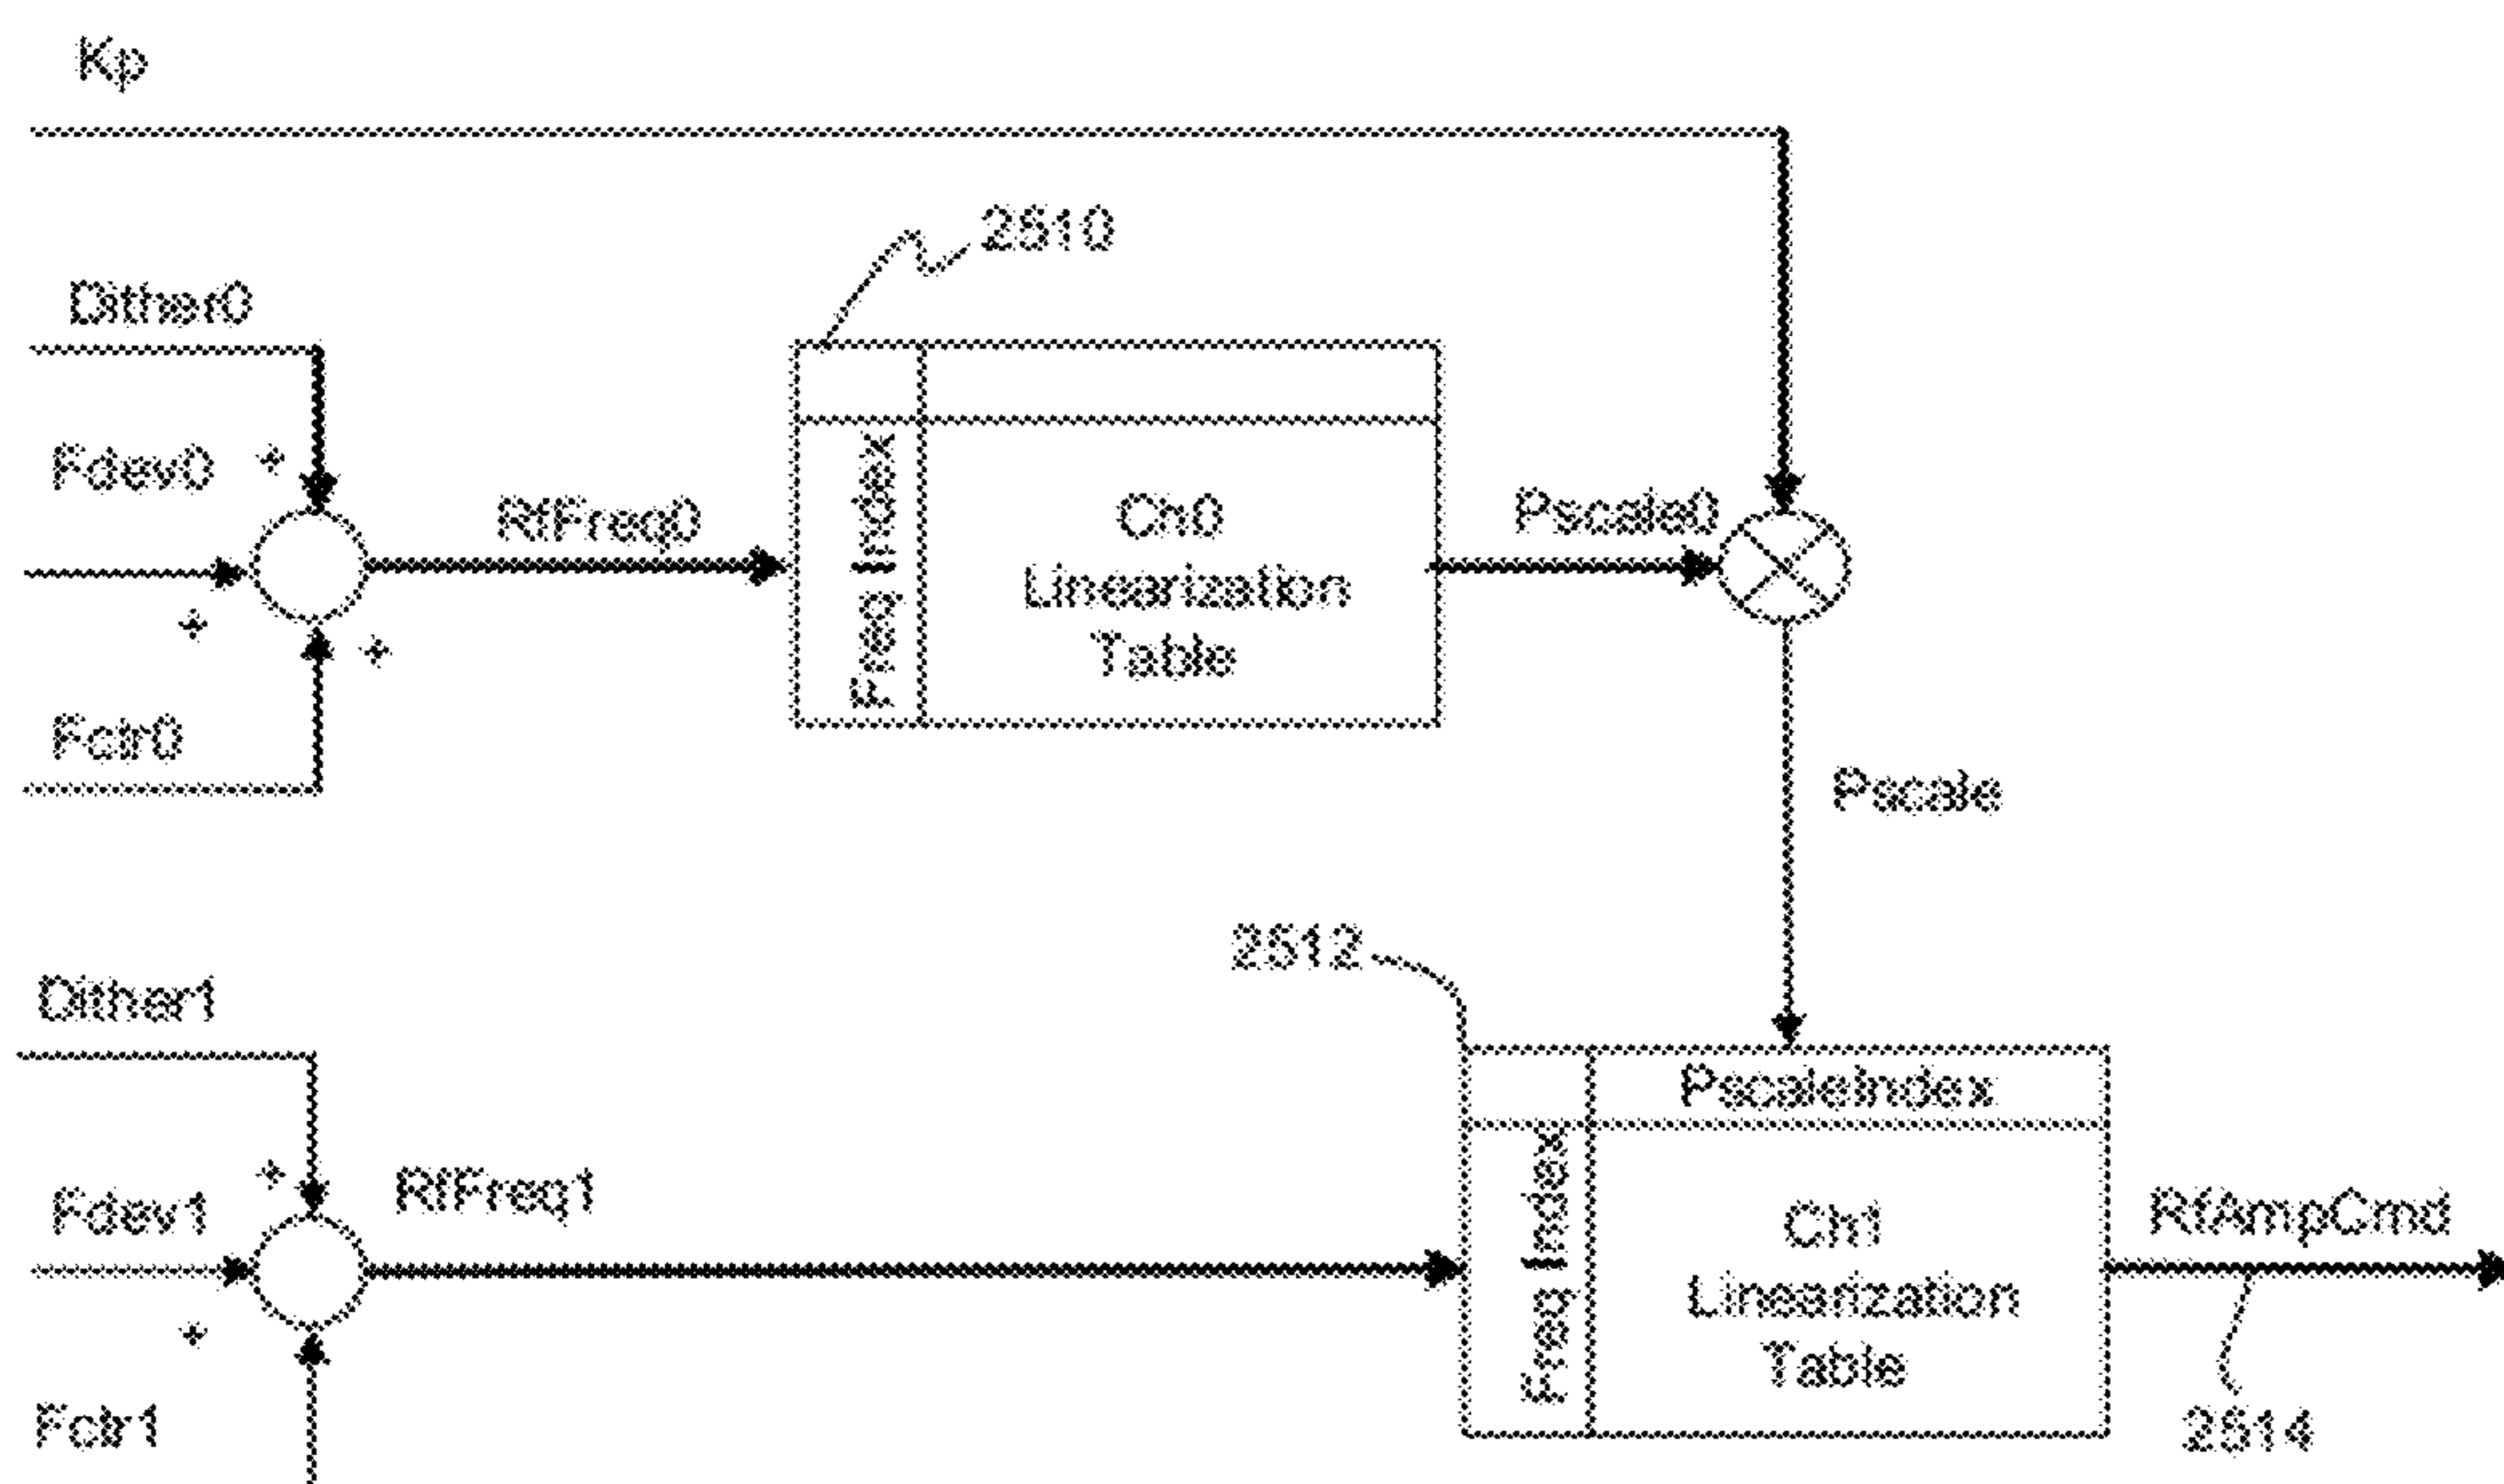 Kp
2510
Dither0
Fdev0
+
RfFreq0
Freq Index
Ch0
Linearization
Table
Pscale0
+
+
Fctr0
Pscale
2512
Dither1
PscaleIndex
+
Fdev1
RfFreq1
Freq Index
Ch1
Linearization
Table
RfAmpCmd
+
Fctr1
2514